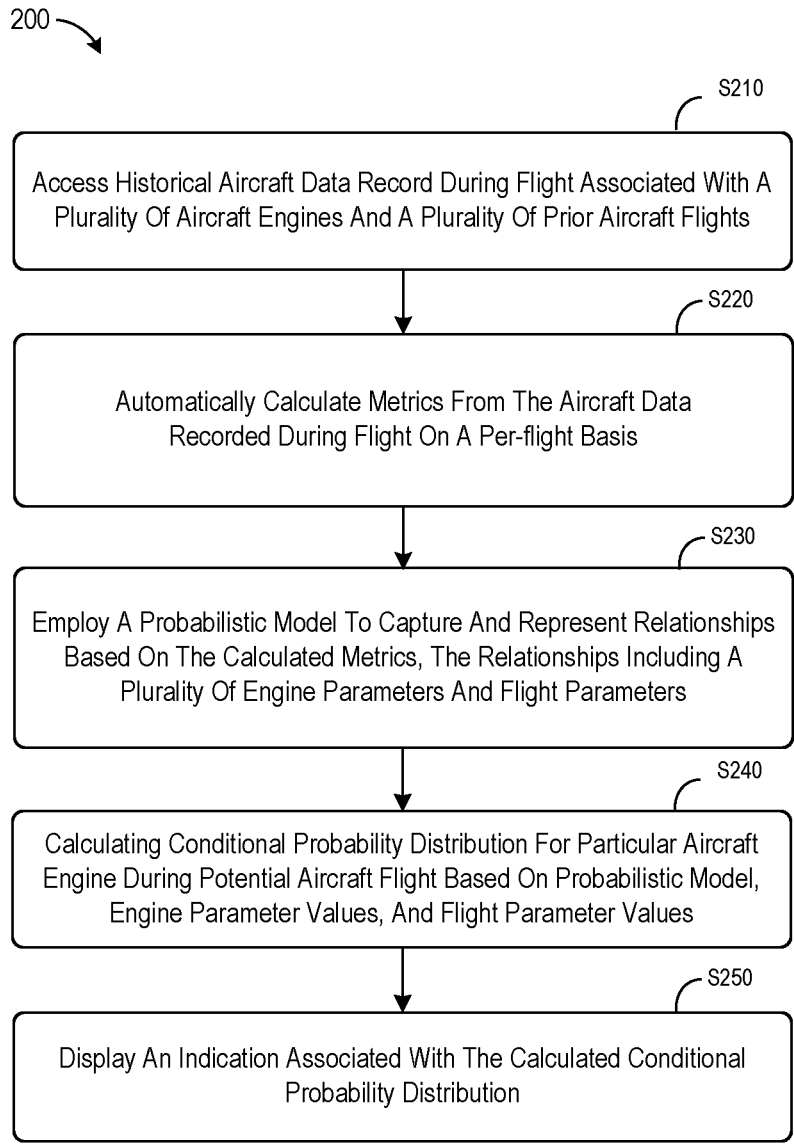 200
S210
Access Historical Aircraft Data Record During Flight Associated With A
Plurality Of Aircraft Engines And A Plurality Of Prior Aircraft Flights
S220
Automatically Calculate Metrics From The Aircraft Data
Recorded During Flight On A Per-flight Basis
S230
Employ A Probabilistic Model To Capture And Represent Relationships
Based On The Calculated Metrics, The Relationships Including A
Plurality Of Engine Parameters And Flight Parameters
S240
Calculating Conditional Probability Distribution For Particular Aircraft
Engine During Potential Aircraft Flight Based On Probabilistic Model,
Engine Parameter Values, And Flight Parameter Values
S250
Display An Indication Associated With The Calculated Conditional
Probability Distribution